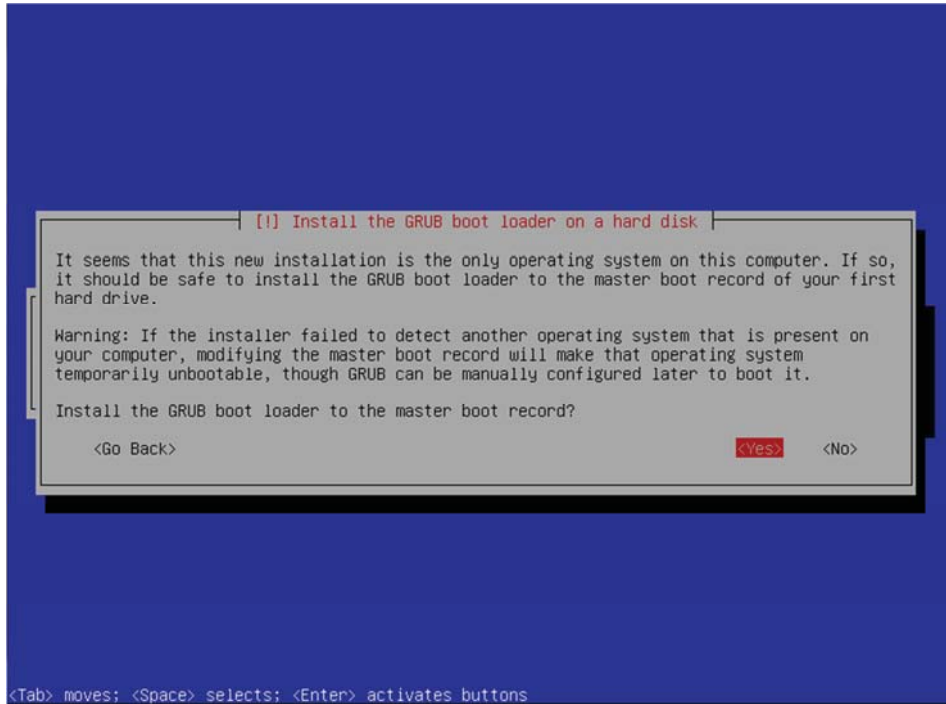 [!] Install the GRUB boot loader on a hard disk
It seems that this new installation is the only operating system on this computer. If so,
it should be safe to install the GRUB boot loader to the master boot record of your first
hard drive.
Warning: If the installer failed to detect another operating system that is present on
your computer, modifying the master boot record will make that operating system
temporarily unbootable, though GRUB can be manually configured later to boot it.
Install the GRUB boot loader to the master boot record?
<Go Back> <Yes> <No>
<Tab> moves; <Space> selects; <Enter> activates buttons